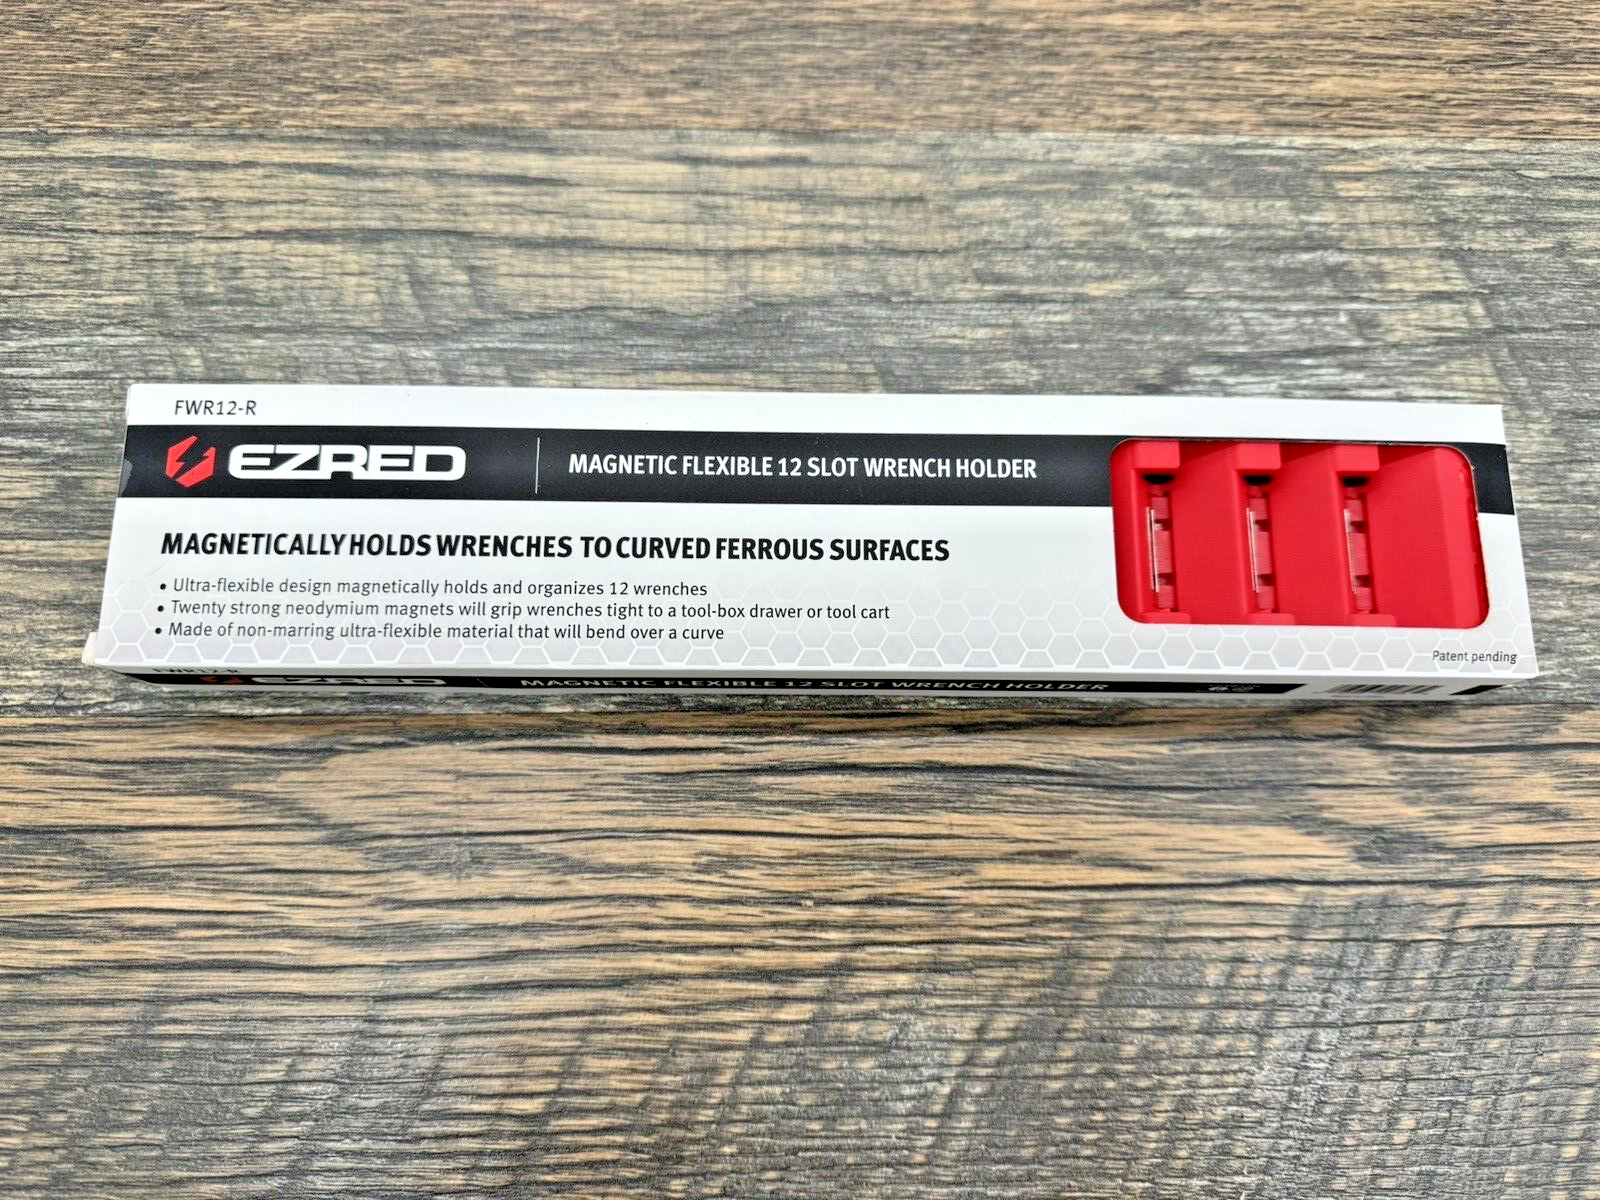 FWR12-R
EZRED
MAGNETIC FLEXIBLE 12 SLOT WRENCH HOLDER
MAGNETICALLY HOLDS WRENCHES TO CURVED FERROUS SURFACES
• Ultra-flexible design magnetically holds and organizes 12 wrenches
• Twenty strong neodymium magnets will grip wrenches tight to a tool-box drawer or tool cart
• Made of non-marring ultra-flexible material that will bend over a curve
Patent pending
FWR12-R
EZRED
MAGNETIC FLEXIBLE 12 SLOT WRENCH HOLDER